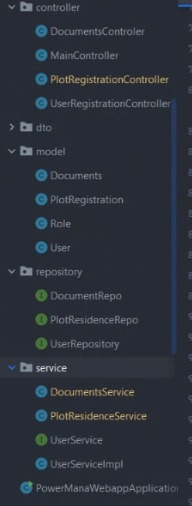 controller
DocumentsControler
MainController
PlotRegistrationController
UserRegistrationController
dto
model
Documents
PlotRegistration
Role
User
repository
DocumentRepo
PlotResidenceRepo
UserRepository
service
DocumentsService
PlotResidenceService
UserService
UserServiceImpl
PowerManaWebappApplication